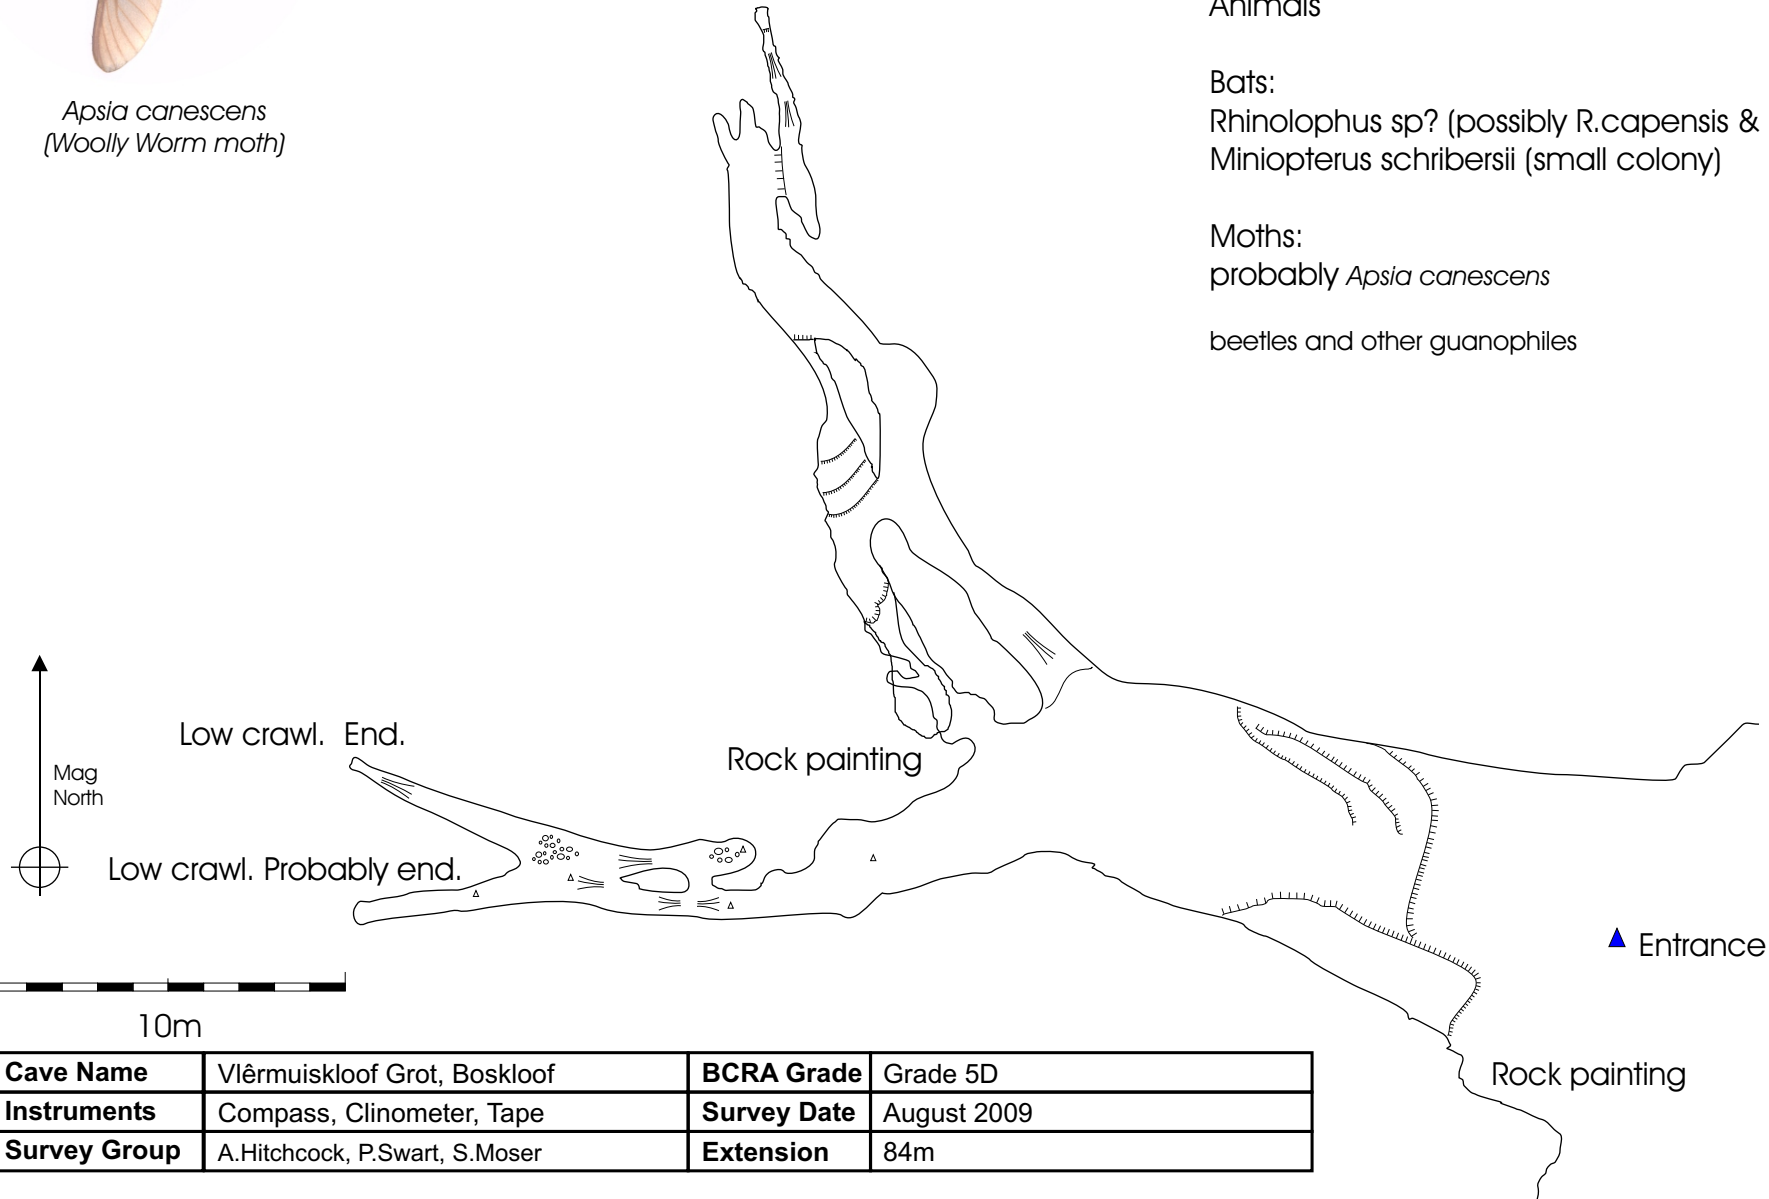 Animals
Apsia canescens
(Woolly Worm moth)
Bats:
Rhinolophus sp? (possibly R.capensis &
Miniopterus schribersii (small colony)
Moths:
probably Apsia canescens
beetles and other guanophiles
Low crawl. End.
Rock painting
Mag
North
Low crawl. Probably end.
Entrance
10m
Rock painting
Cave Name Vlêrmuiskloof Grot, Boskloof BCRA Grade Grade 5D
Instruments Compass, Clinometer, Tape Survey Date August 2009
Survey Group A.Hitchcock, P.Swart, S.Moser Extension 84m